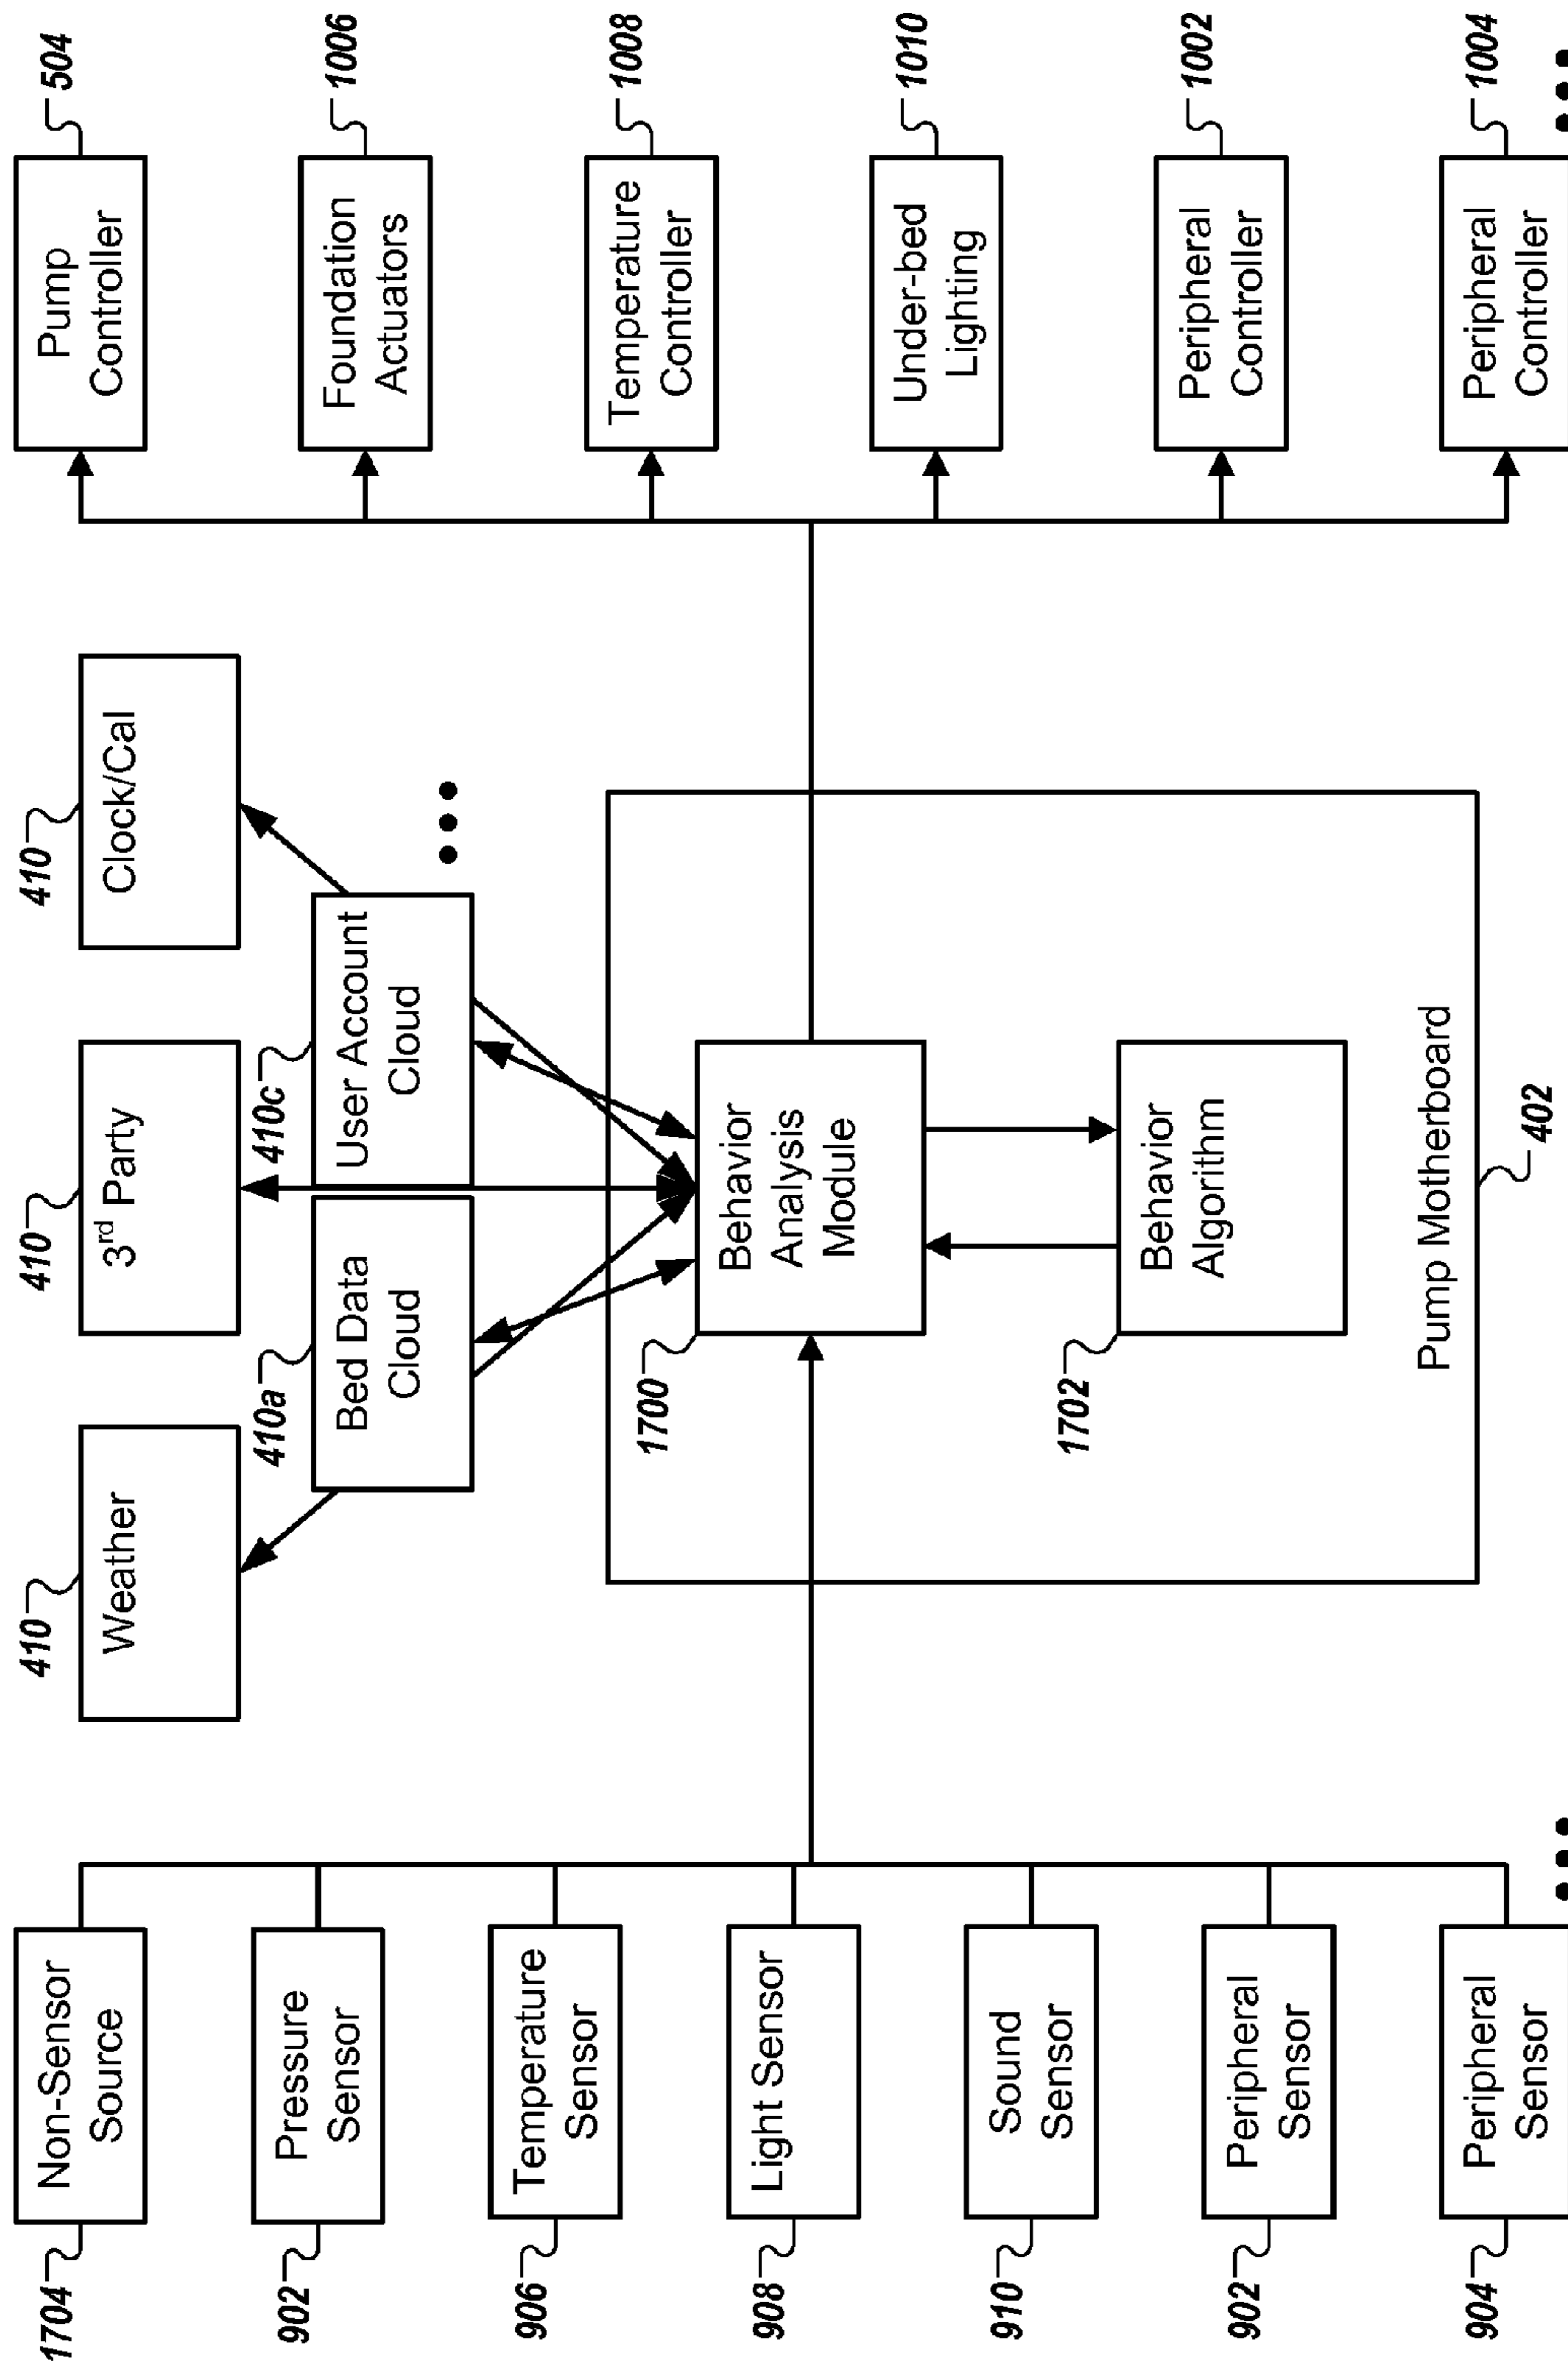 1704
Non-Sensor
Source
902
Pressure
Sensor
906
Temperature
Sensor
908
Light Sensor
910
Sound
Sensor
902
Peripheral
Sensor
904
Peripheral
Sensor
410
Weather
410
3rd Party
410
Clock/Cal
410a
Bed Data
Cloud
410c
User Account
Cloud
1700
Behavior
Analysis
Module
1702
Behavior
Algorithm
Pump Motherboard
402
504
Pump
Controller
1006
Foundation
Actuators
1008
Temperature
Controller
1010
Under-bed
Lighting
1002
Peripheral
Controller
1004
Peripheral
Controller